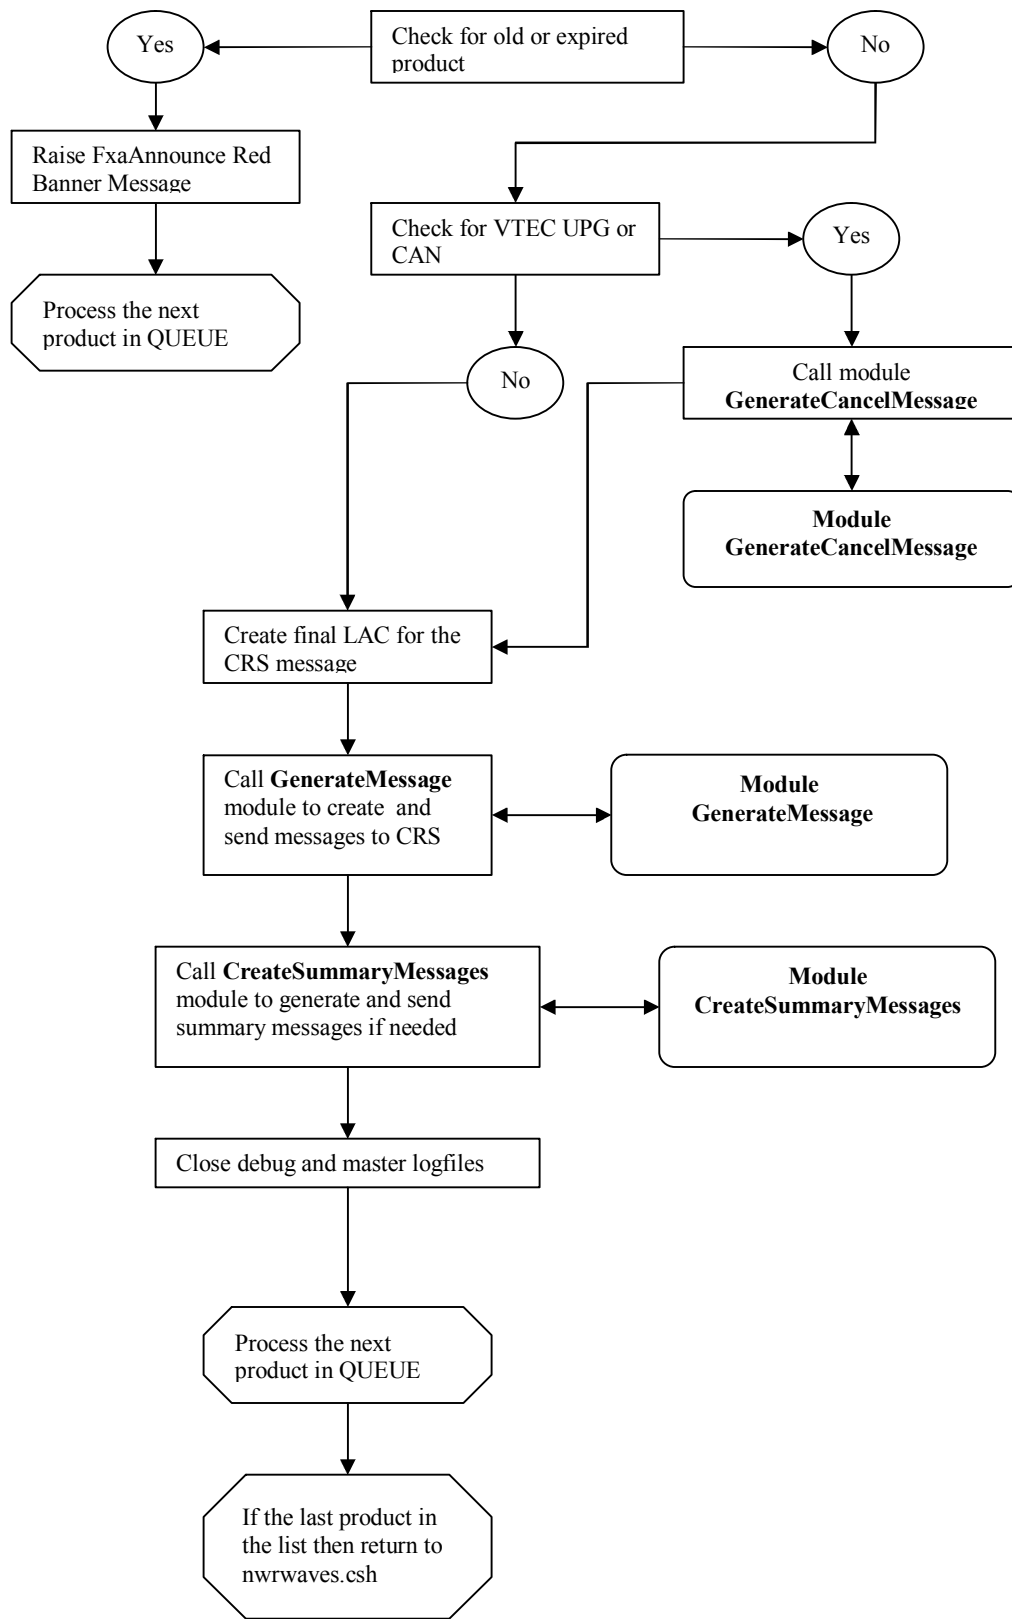 Yes
Check for old or expired
product
No
Raise FxaAnnounce Red
Banner Message
Check for VTEC UPG or
CAN
Yes
Process the next
product in QUEUE
No
Call module
GenerateCancelMessage
Module
GenerateCancelMessage
Create final LAC for the
CRS message
Call GenerateMessage
module to create and
send messages to CRS
Module
GenerateMessage
Call CreateSummaryMessages
module to generate and send
summary messages if needed
Module
CreateSummaryMessages
Close debug and master logfiles
Process the next
product in QUEUE
If the last product in
the list then return to
nwrwaves.csh